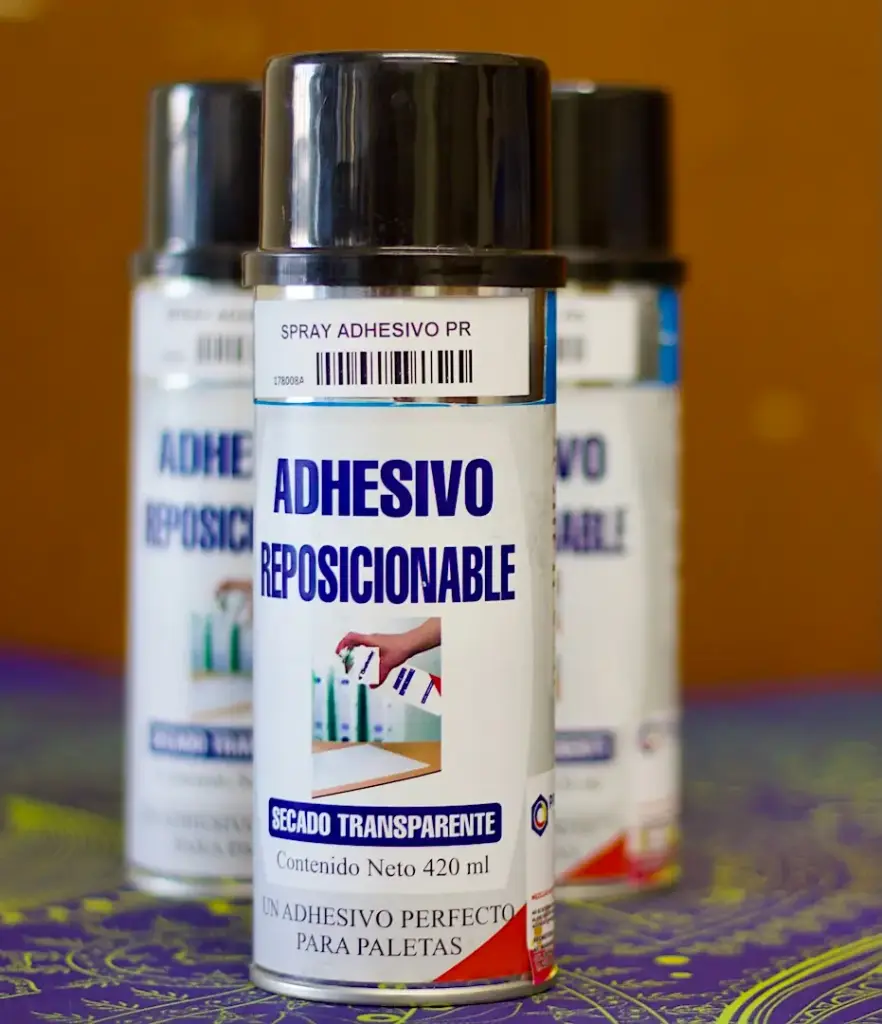 SPRAY ADHESIVO PR
178008A
ADHESIVO
REPOSICIONABLE
SECADO TRANSPARENTE
Contenido Neto 420 ml
UN ADHESIVO PERFECTO
PARA PALETAS